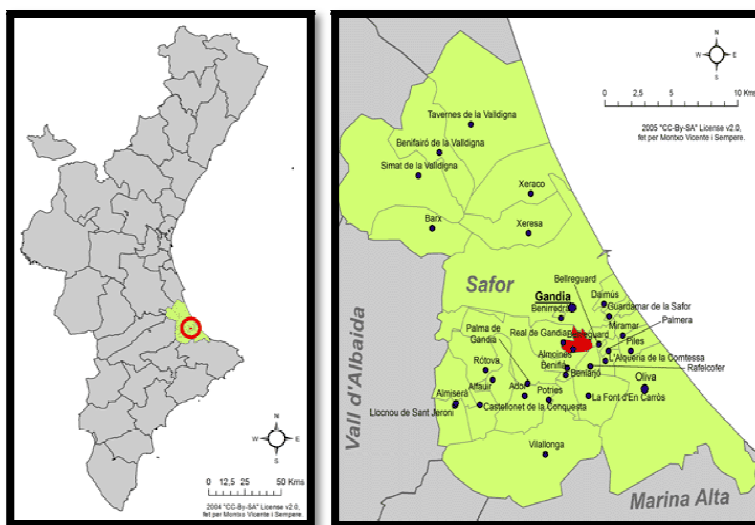 N
W E
S
0 12,5 25 50 Kms
2004 "CC-By-SA" License v2.0,
fet per Montxo Vicente i Sempere.
N
W E
S
0 2,5 5 10 Kms
2005 "CC-By-SA" License v2.0,
fet per Montxo Vicente i Sempere.
Tavernes de la Valldigna
Benifairó de la Valldigna
Simat de la Valldigna
Xeraco
Barx
Xeresa
Safor
Bellreguard
Gandia
Daimús
Benirredrà
Guardamar de la Safor
Miramar
Palmera
Palma de
Gandia
Real de Gandia
Piles
Almoines
L'Alqueria de la Comtessa
Rótova
Beniflá
Beniarjó
Rafelcofer
Alfauir
Ador
Potries
Oliva
Almiserà
La Font d'En Carròs
Llocnou de Sant Jeroni
Castellonet de la Conquesta
Vilallonga
Vall d'Albaida
Marina Alta